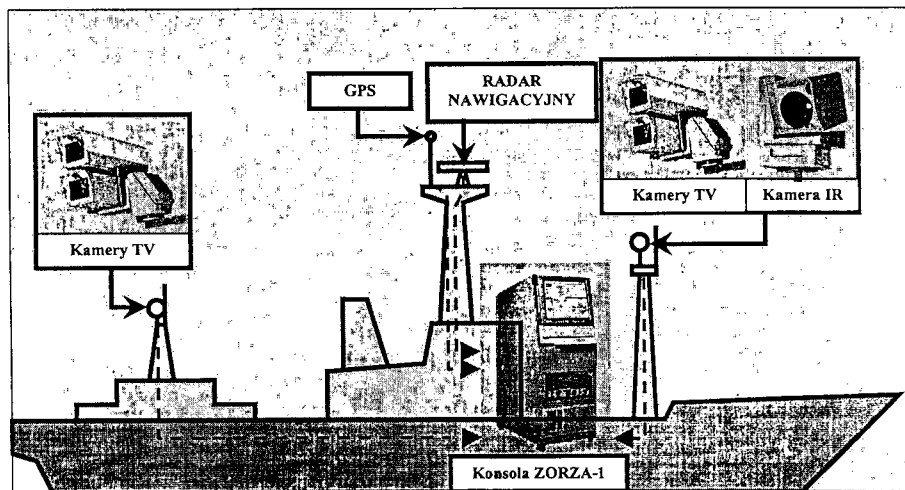 GPS
RADAR
NAWIGACYJNY
Kamery TV
Kamera IR
Kamery TV
Konsola ZORZA-1